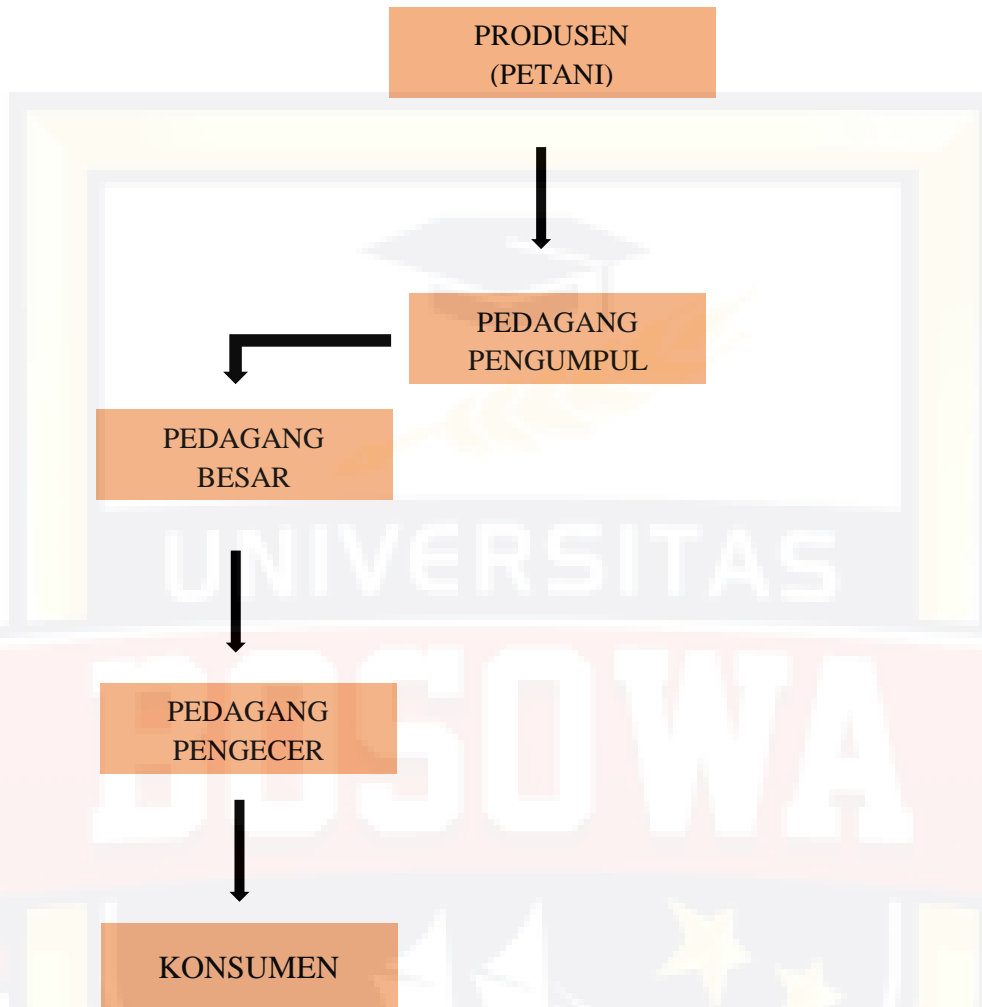 PRODUSEN
(PETANI)
PEDAGANG
PENGUMPUL
PEDAGANG
BESAR
UNIVERSITAS
PEDAGANG
PENGECER
BOSOWA
KONSUMEN